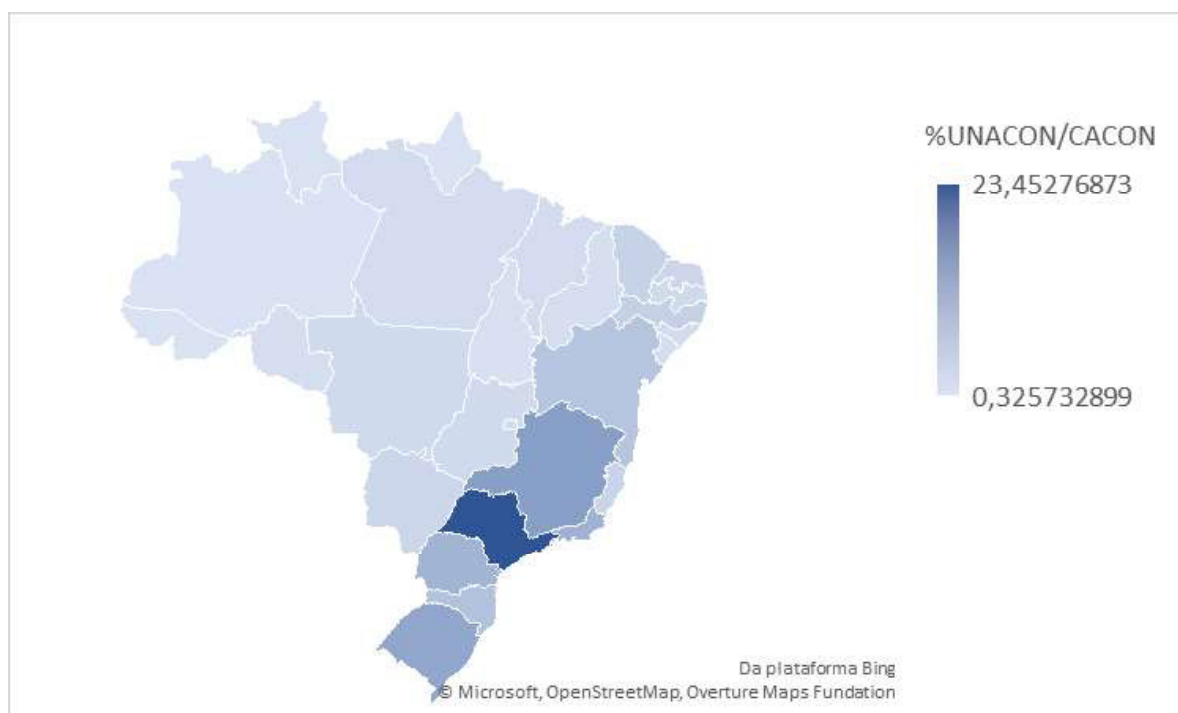 %UNACON/CACON
23,45276873
0,325732899
Da plataforma Bing
© Microsoft, OpenStreetMap, Overture Maps Fundation